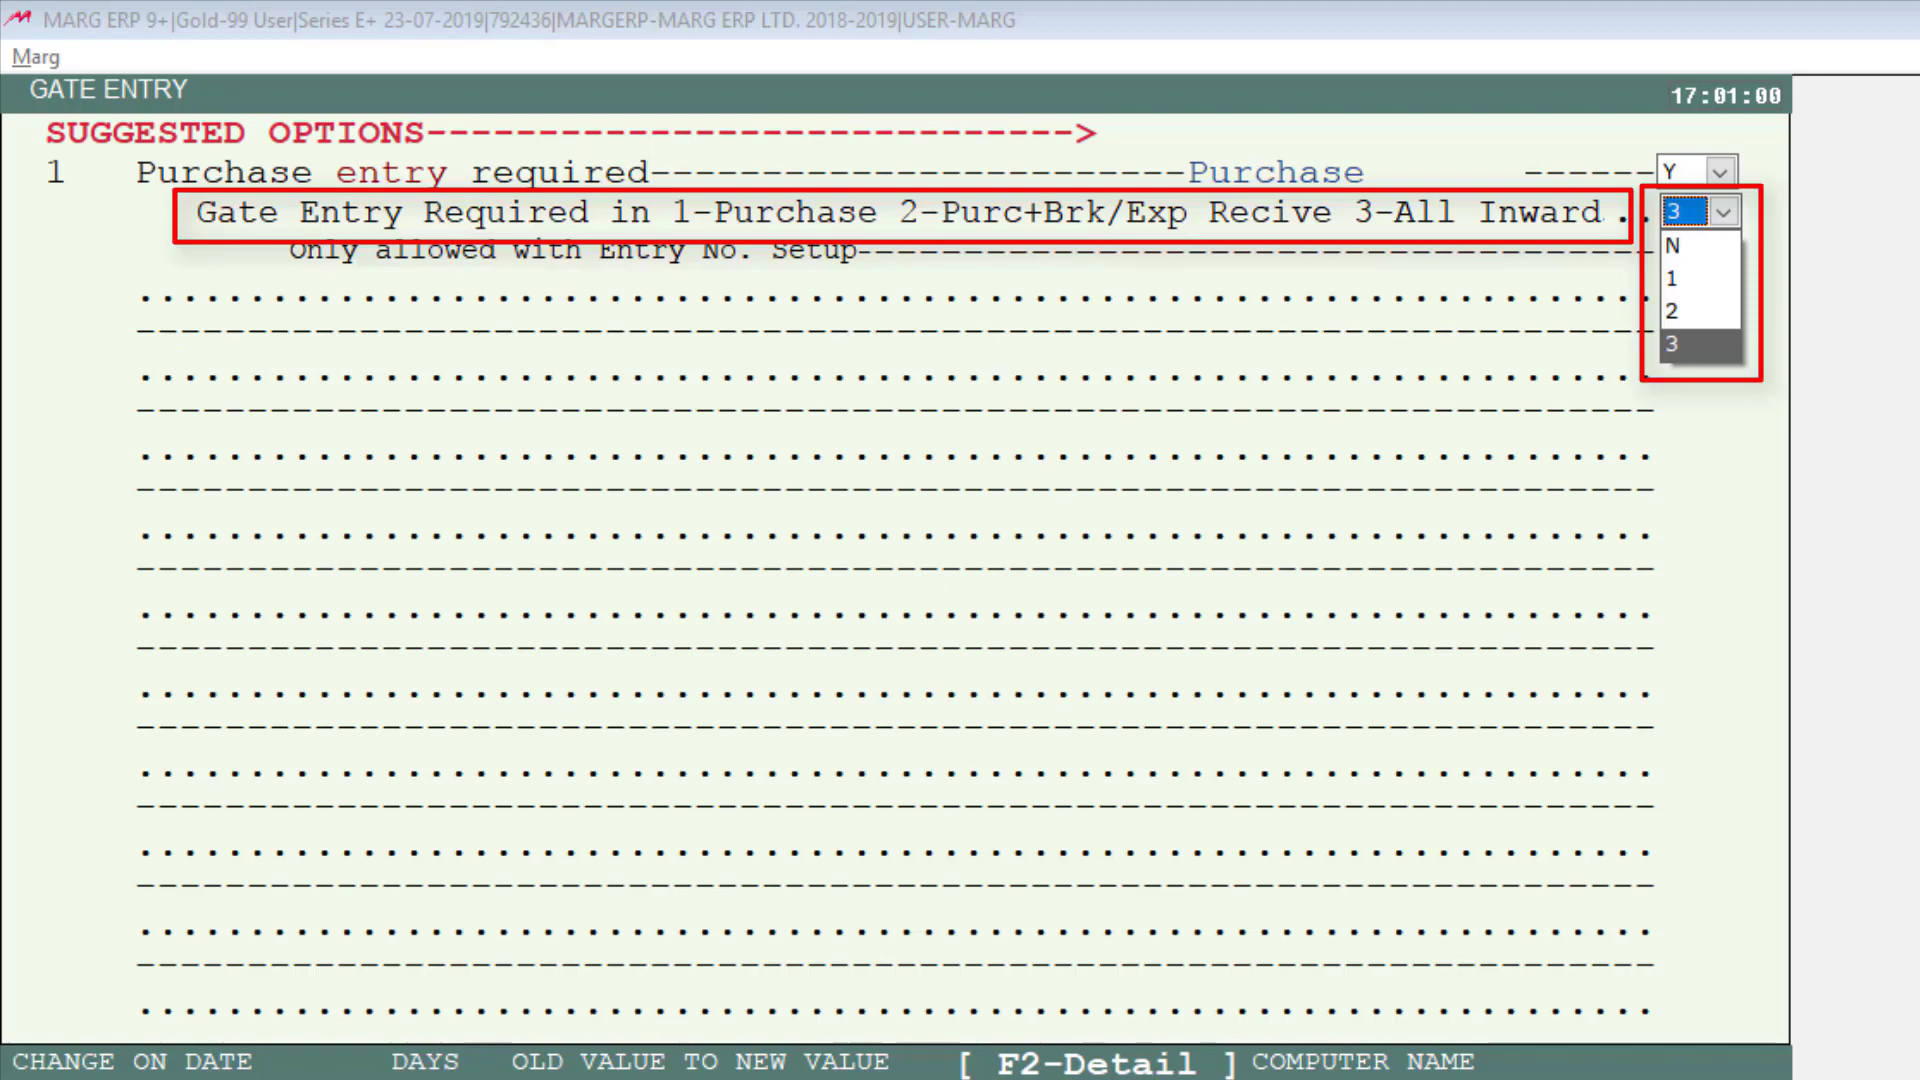 MARG ERP 9+|Gold-99 User|Series E+ 23-07-2019|792436|MARGERP-MARG ERP LTD. 2018-2019|USER-MARG
Marg
GATE ENTRY 17:01:00
SUGGESTED OPTIONS----------------------------->
1 Purchase entry required------------------------Purchase ------ Y
Gate Entry Required in 1-Purchase 2-Purc+Brk/Exp Recive 3-All Inward.. 3
Only allowed with Entry No. Setup
N
1
2
3
CHANGE ON DATE DAYS OLD VALUE TO NEW VALUE [ F2-Detail ] COMPUTER NAME